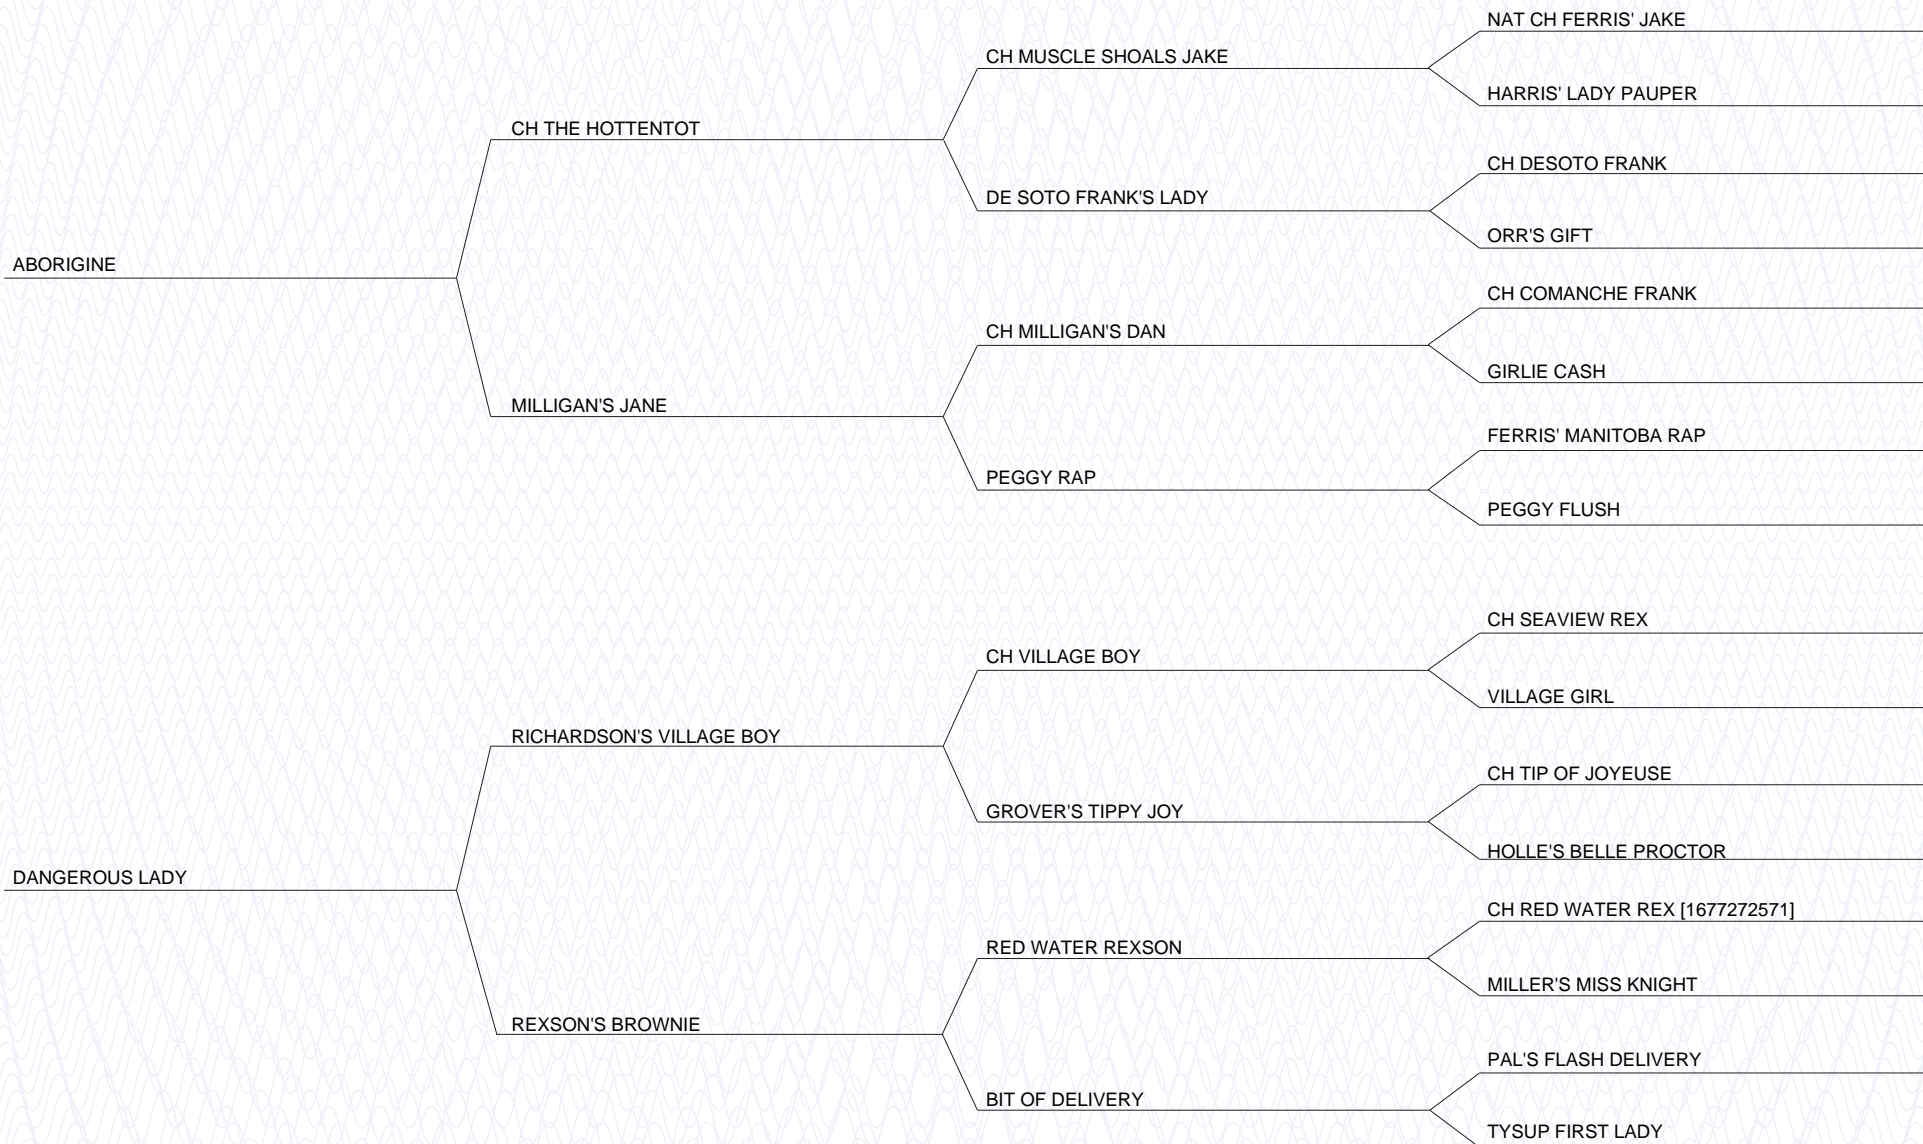 NAT CH FERRIS' JAKE
CH MUSCLE SHOALS JAKE
HARRIS' LADY PAUPER
CH THE HOTTENTOT
CH DESOTO FRANK
DE SOTO FRANK'S LADY
ORR'S GIFT
ABORIGINE
CH COMANCHE FRANK
CH MILLIGAN'S DAN
GIRLIE CASH
MILLIGAN'S JANE
FERRIS' MANITOBA RAP
PEGGY RAP
PEGGY FLUSH
CH SEAVIEW REX
CH VILLAGE BOY
VILLAGE GIRL
RICHARDSON'S VILLAGE BOY
CH TIP OF JOYEUSE
GROVER'S TIPPY JOY
HOLLE'S BELLE PROCTOR
DANGEROUS LADY
CH RED WATER REX [1677272571]
RED WATER REXSON
MILLER'S MISS KNIGHT
REXSON'S BROWNIE
PAL'S FLASH DELIVERY
BIT OF DELIVERY
TYSUP FIRST LADY